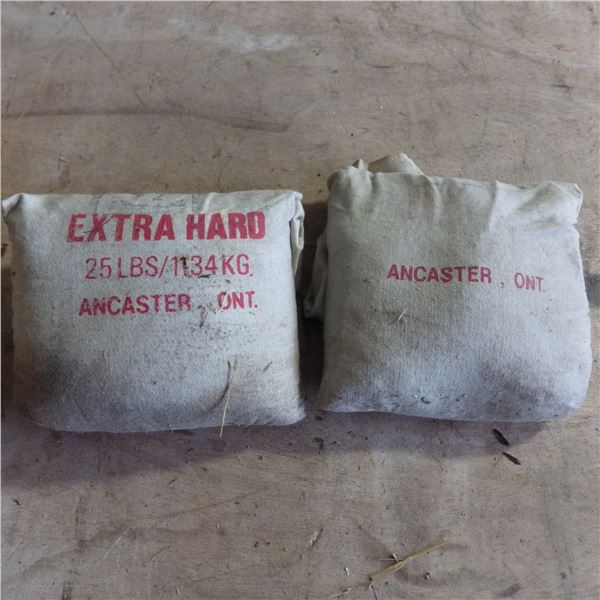 EXTRA HARD
25 LBS/11.34 KG.
ANCASTER, ONT.
ANCASTER, ONT.